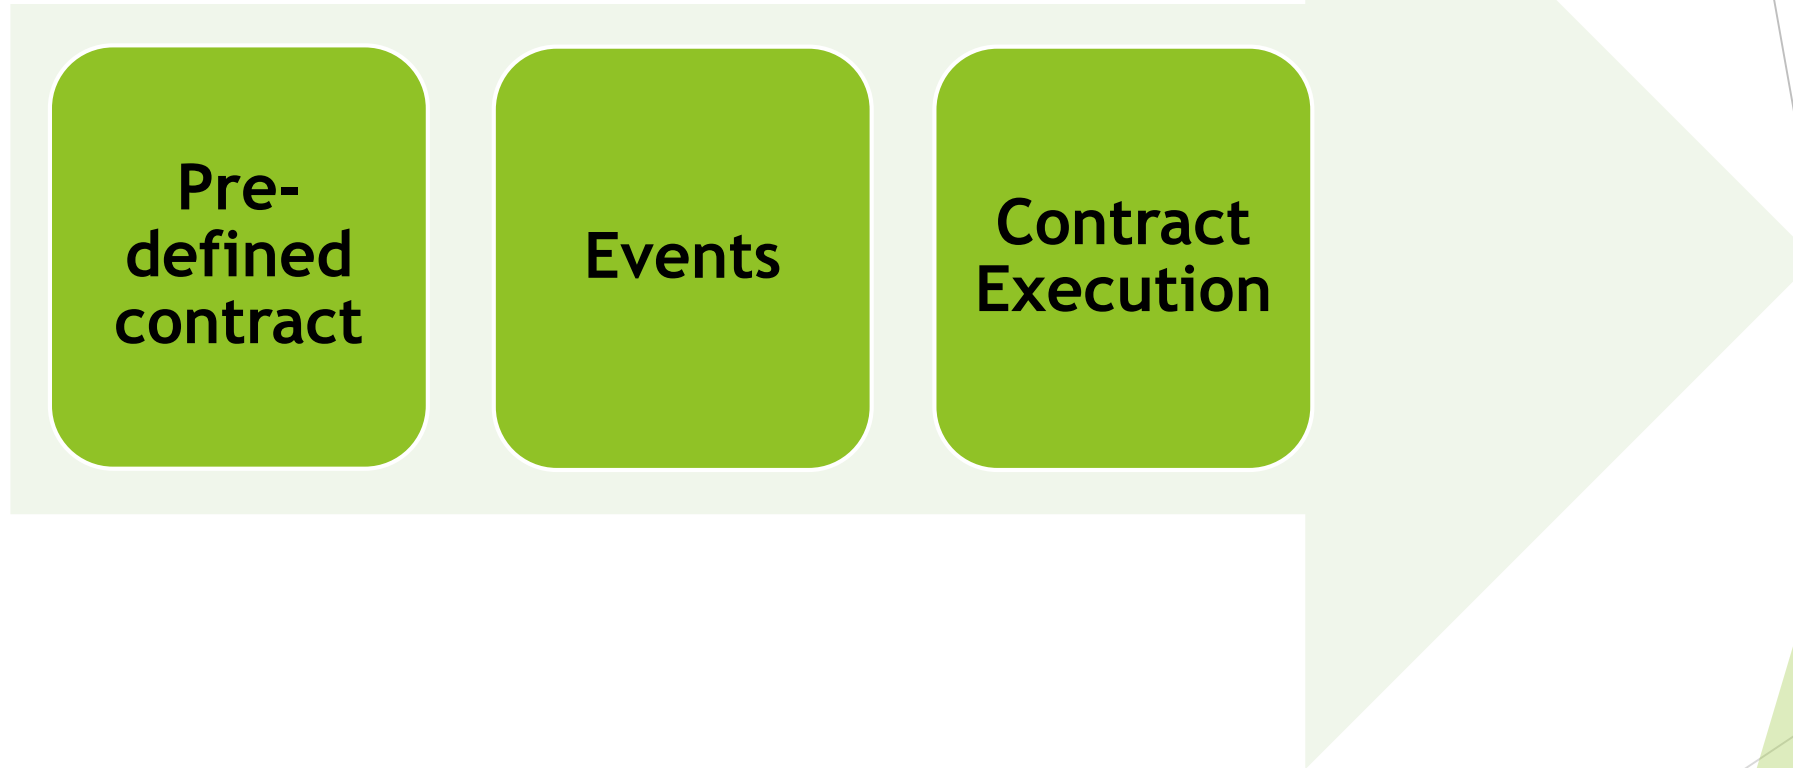 Pre-
defined
contract
Events
Contract
Execution